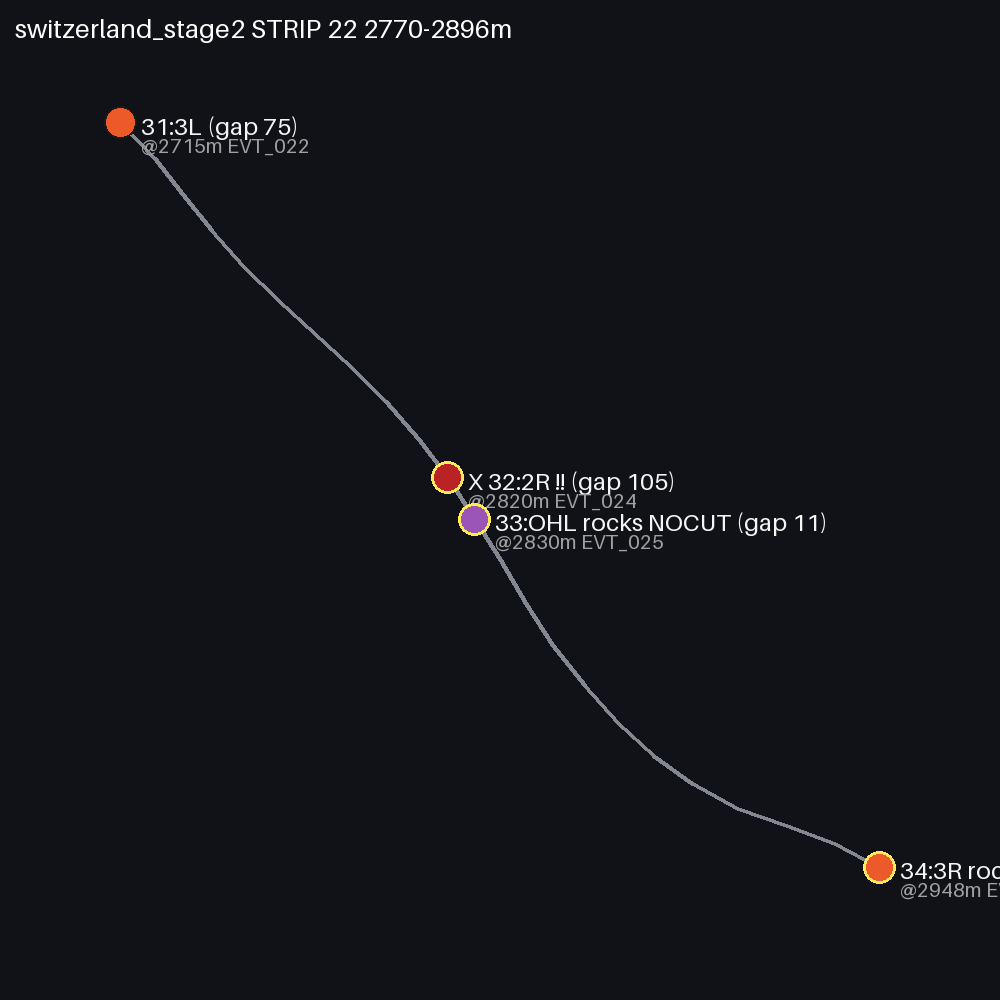 switzerland_stage2 STRIP 22 2770-2896m
31:3L (gap 75)
@2715m EVT_022
X 32:2R !! (gap 105)
@2820m EVT_024
33:OHL rocks NOCUT (gap 11)
@2830m EVT_025
34:3R
@2948m